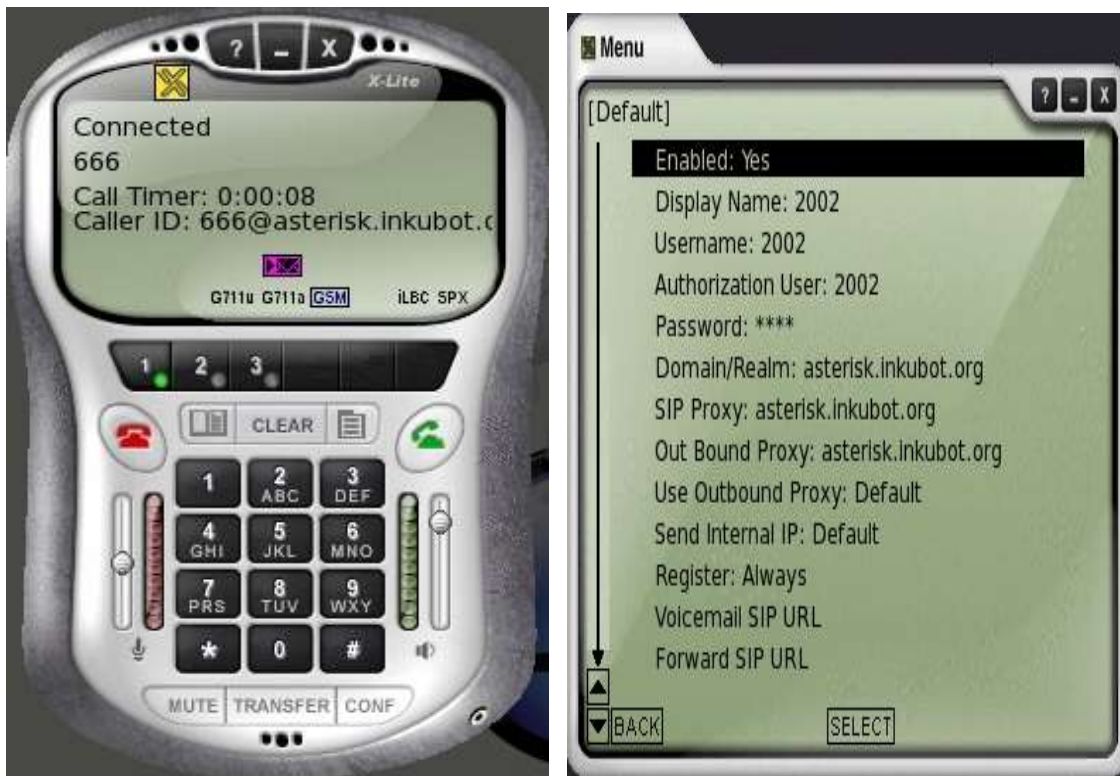 ? - X
X-Lite
Connected
666
Call Timer: 0:00:08
Caller ID: 666@asterisk.inkubot.c
G711u G711a GSM iLBC SPX
1 2 3
CLEAR
1 2 3
ABC DEF
4 5 6
GHI JKL MNO
7 8 9
PRS TUV WXY
* 0 #
MUTE TRANSFER CONF
Menu
? - X
[Default]
Enabled: Yes
Display Name: 2002
Username: 2002
Authorization User: 2002
Password: ****
Domain/Realm: asterisk.inkubot.org
SIP Proxy: asterisk.inkubot.org
Out Bound Proxy: asterisk.inkubot.org
Use Outbound Proxy: Default
Send Internal IP: Default
Register: Always
Voicemail SIP URL
Forward SIP URL
BACK SELECT